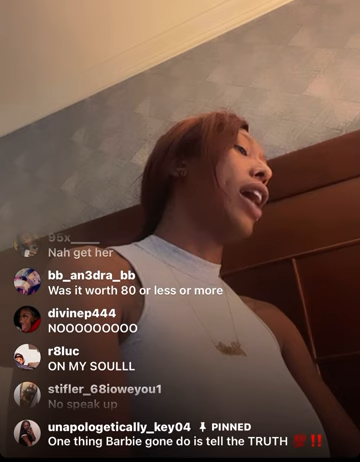 95x____
Nah get her
bb_an3dra_bb
Was it worth 80 or less or more
divinep444
NOOOOOOOOO
r8luc
ON MY SOULLL
stifler_68ioweyou1
No speak up
unapologetically_key04 PINNED
One thing Barbie gone do is tell the TRUTH 💯‼️